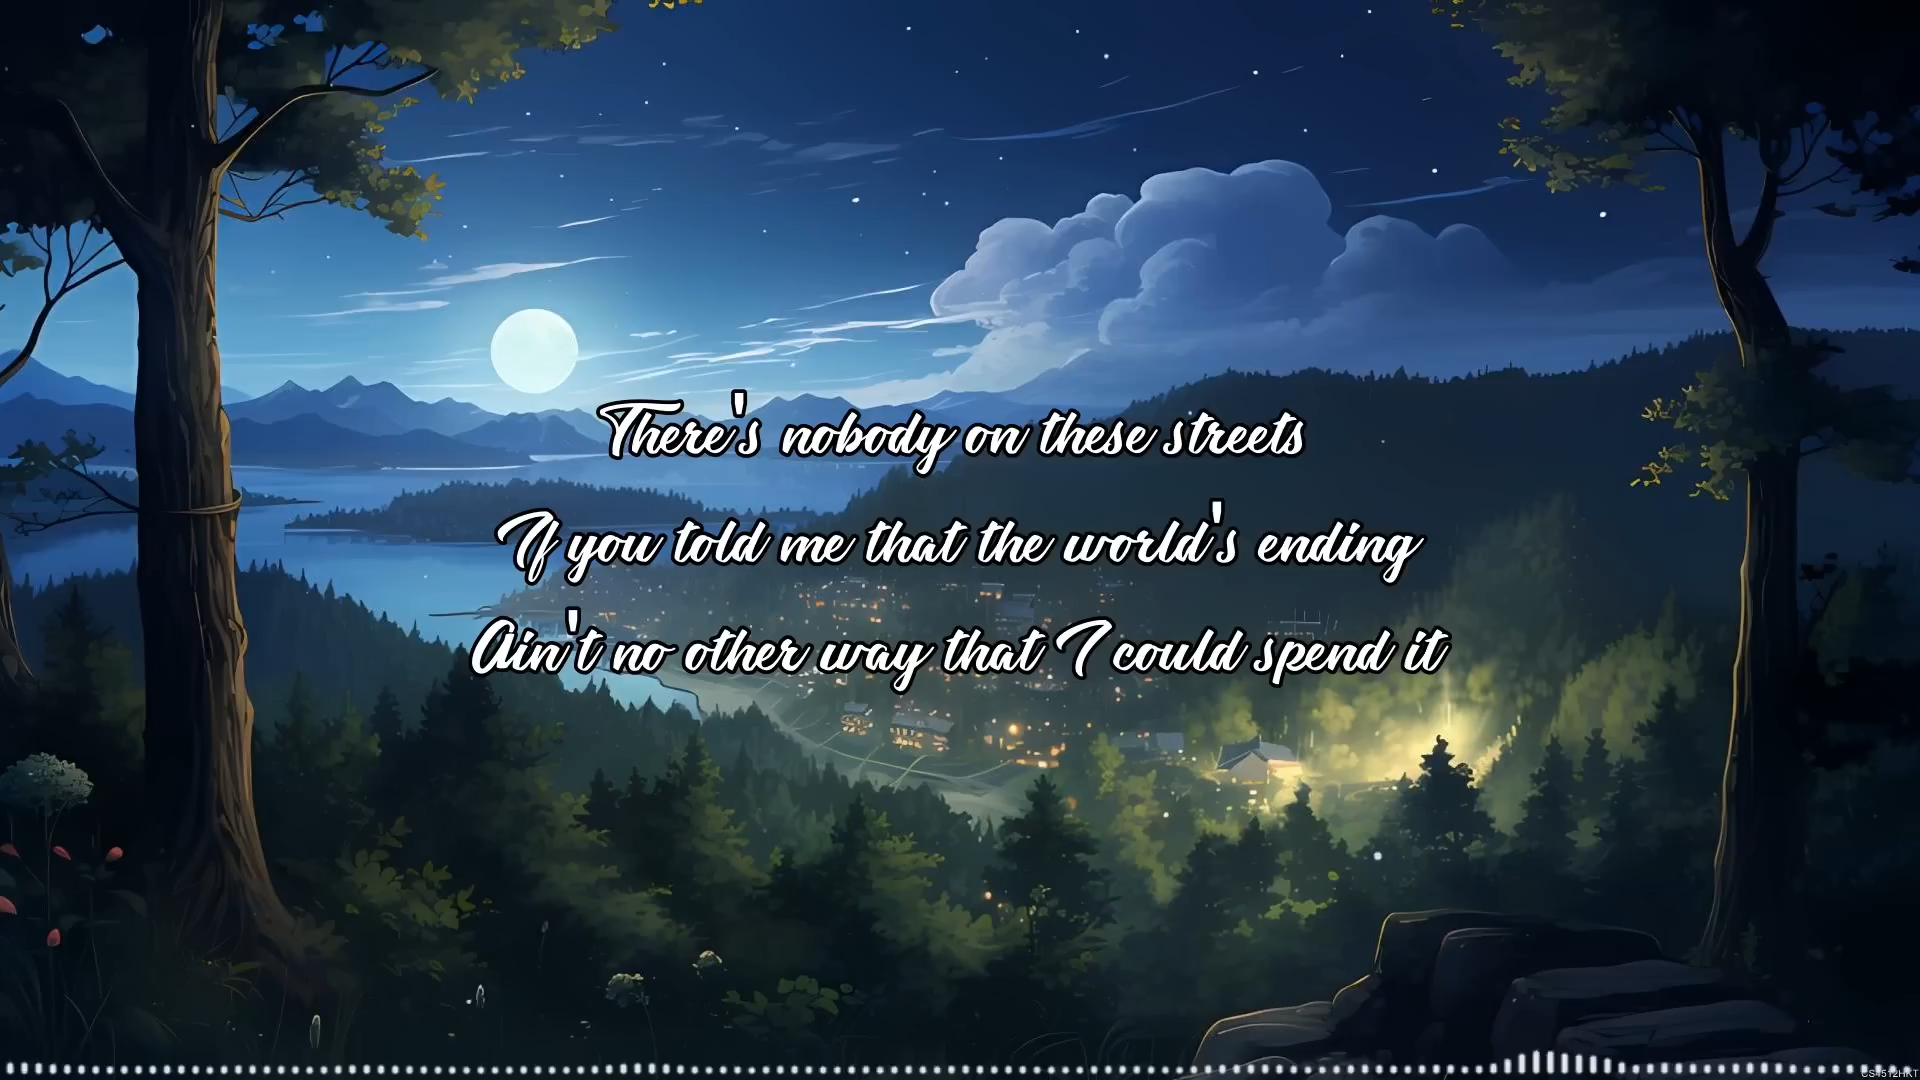 There's nobody on these streets
If you told me that the world's ending
Ain't no other way that I could spend it
CS4512HKT